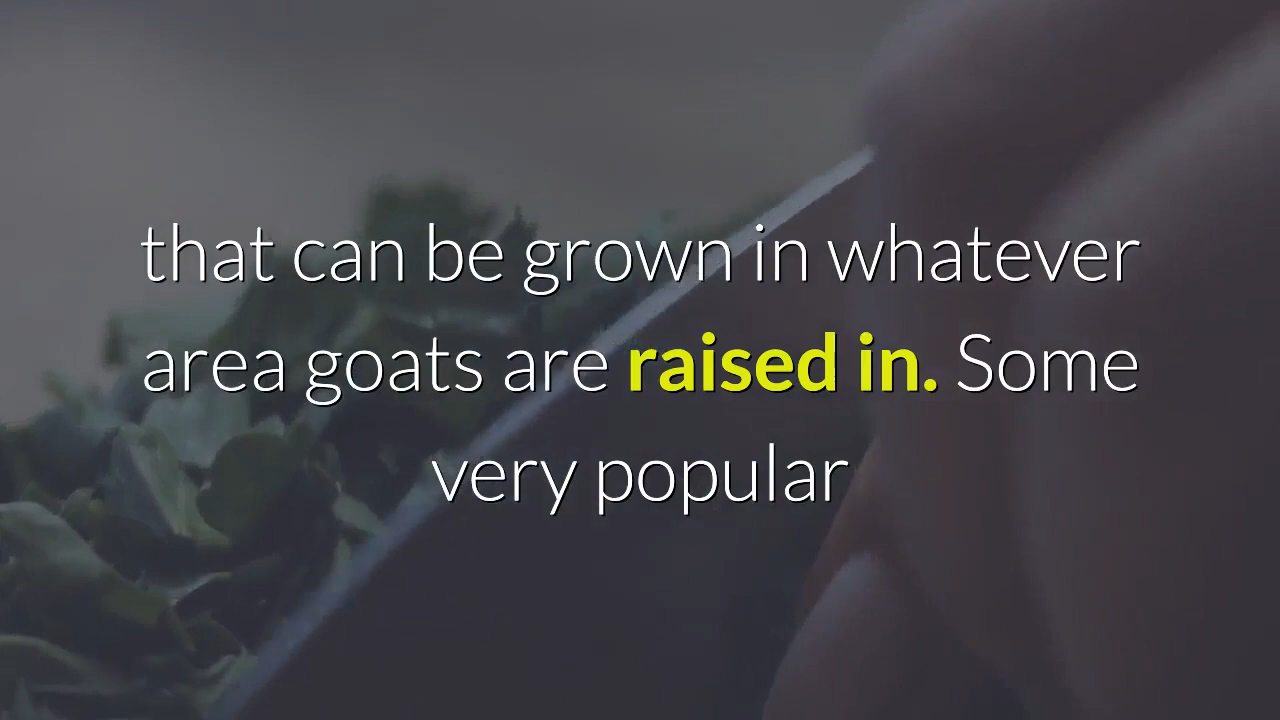 that can be grown in whatever
area goats are raised in. Some
very popular